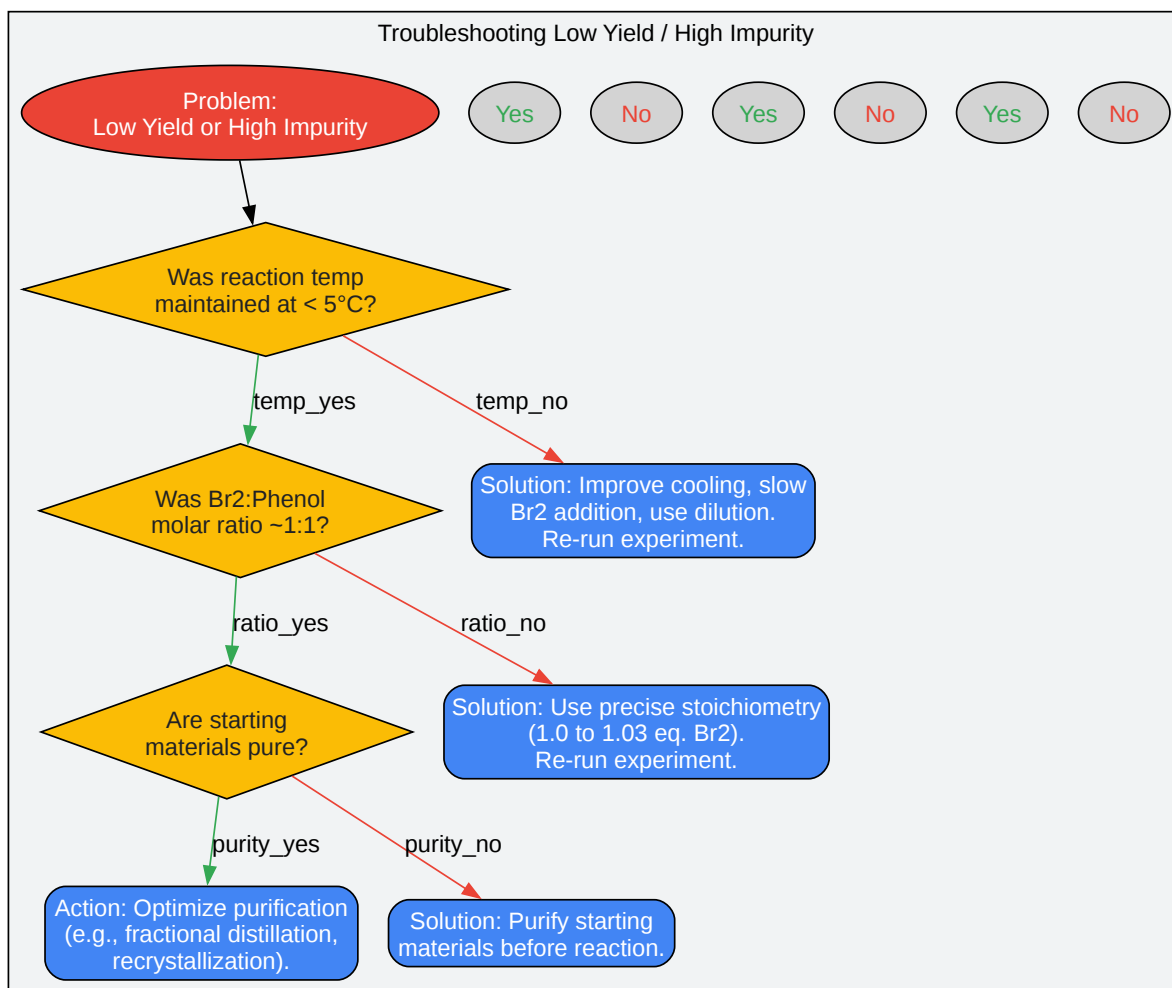 Troubleshooting Low Yield / High Impurity
Problem:
Low Yield or High Impurity
Yes
No
Yes
No
Yes
No
Was reaction temp
maintained at < 5°C?
temp_yes
temp_no
Was Br2:Phenol
molar ratio ~1:1?
Solution: Improve cooling, slow
Br2 addition, use dilution.
Re-run experiment.
ratio_yes
ratio_no
Are starting
materials pure?
Solution: Use precise stoichiometry
(1.0 to 1.03 eq. Br2).
Re-run experiment.
purity_yes
purity_no
Action: Optimize purification
(e.g., fractional distillation,
recrystallization).
Solution: Purify starting
materials before reaction.